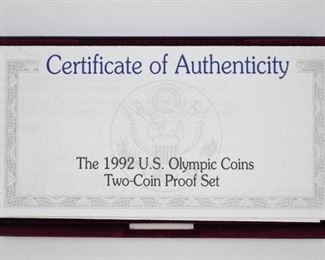 Certificate of Authenticity
The 1992 U.S. Olympic Coins
Two-Coin Proof Set